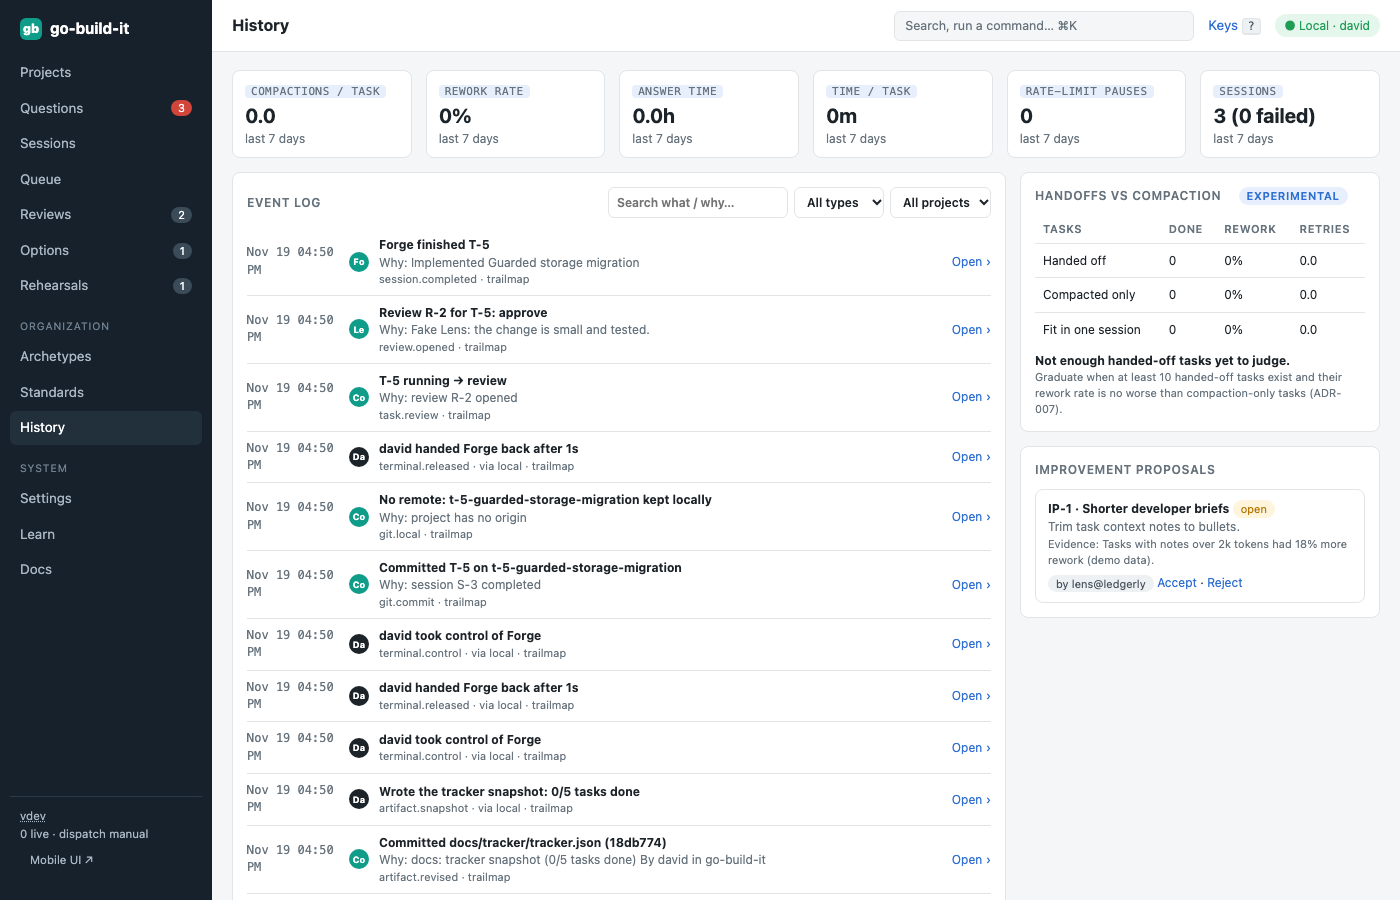 gb go-build-it
Projects
Questions 3
Sessions
Queue
Reviews 2
Options 1
Rehearsals 1
ORGANIZATION
Archetypes
Standards
History
SYSTEM
Settings
Learn
Docs
vdev
0 live · dispatch manual
Mobile UI ↗
History
Search, run a command... ⌘K
Keys ?
Local · david
COMPACTIONS / TASK
0.0
last 7 days
REWORK RATE
0%
last 7 days
ANSWER TIME
0.0h
last 7 days
TIME / TASK
0m
last 7 days
RATE-LIMIT PAUSES
0
last 7 days
SESSIONS
3 (0 failed)
last 7 days
EVENT LOG
Search what / why...
All types
All projects
Nov 19 04:50
PM
Fo
Forge finished T-5
Why: Implemented Guarded storage migration
session.completed · trailmap
Open ›
Nov 19 04:50
PM
Le
Review R-2 for T-5: approve
Why: Fake Lens: the change is small and tested.
review.opened · trailmap
Open ›
Nov 19 04:50
PM
Co
T-5 running → review
Why: review R-2 opened
task.review · trailmap
Open ›
Nov 19 04:50
PM
Da
david handed Forge back after 1s
terminal.released · via local · trailmap
Open ›
Nov 19 04:50
PM
Co
No remote: t-5-guarded-storage-migration kept locally
Why: project has no origin
git.local · trailmap
Open ›
Nov 19 04:50
PM
Co
Committed T-5 on t-5-guarded-storage-migration
Why: session S-3 completed
git.commit · trailmap
Open ›
Nov 19 04:50
PM
Da
david took control of Forge
terminal.control · via local · trailmap
Open ›
Nov 19 04:50
PM
Da
david handed Forge back after 1s
terminal.released · via local · trailmap
Open ›
Nov 19 04:50
PM
Da
david took control of Forge
terminal.control · via local · trailmap
Open ›
Nov 19 04:50
PM
Da
Wrote the tracker snapshot: 0/5 tasks done
artifact.snapshot · via local · trailmap
Open ›
Nov 19 04:50
PM
Co
Committed docs/tracker/tracker.json (18db774)
Why: docs: tracker snapshot (0/5 tasks done) By david in go-build-it
artifact.revised · trailmap
Open ›
HANDOFFS VS COMPACTION EXPERIMENTAL
TASKS DONE REWORK RETRIES
Handed off 0 0% 0.0
Compacted only 0 0% 0.0
Fit in one session 0 0% 0.0
Not enough handed-off tasks yet to judge.
Graduate when at least 10 handed-off tasks exist and their
rework rate is no worse than compaction-only tasks (ADR-
007).
IMPROVEMENT PROPOSALS
IP-1 · Shorter developer briefs open
Trim task context notes to bullets.
Evidence: Tasks with notes over 2k tokens had 18% more
rework (demo data).
by lens@ledgerly Accept · Reject